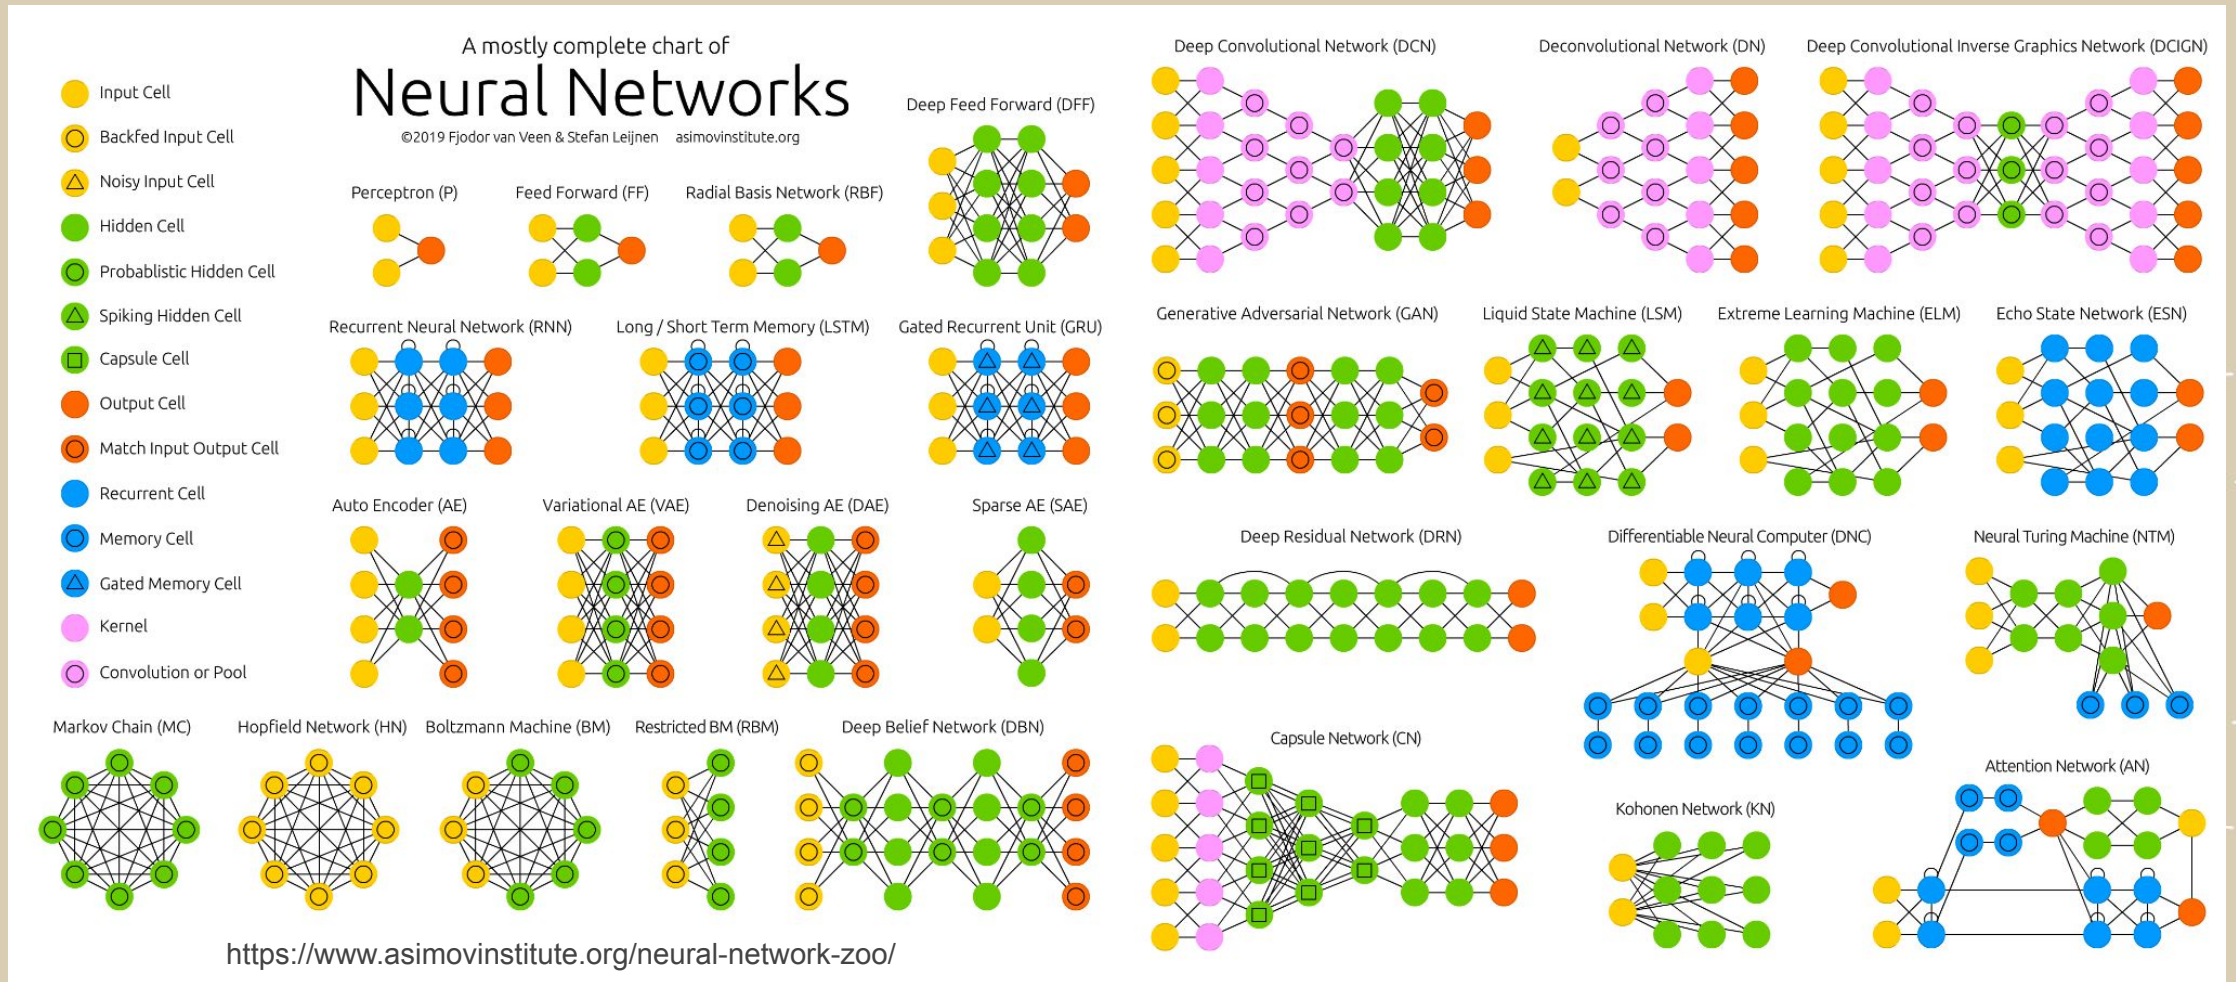 A mostly complete chart of
Neural Networks
©2019 Fjodor van Veen & Stefan Leijnen asimovinstitute.org
Input Cell
Backfed Input Cell
Noisy Input Cell
Hidden Cell
Probablistic Hidden Cell
Spiking Hidden Cell
Capsule Cell
Output Cell
Match Input Output Cell
Recurrent Cell
Memory Cell
Gated Memory Cell
Kernel
Convolution or Pool
Perceptron (P)
Feed Forward (FF)
Radial Basis Network (RBF)
Deep Feed Forward (DFF)
Recurrent Neural Network (RNN)
Long / Short Term Memory (LSTM)
Gated Recurrent Unit (GRU)
Auto Encoder (AE)
Variational AE (VAE)
Denoising AE (DAE)
Sparse AE (SAE)
Markov Chain (MC)
Hopfield Network (HN)
Boltzmann Machine (BM)
Restricted BM (RBM)
Deep Belief Network (DBN)
Deep Convolutional Network (DCN)
Deconvolutional Network (DN)
Deep Convolutional Inverse Graphics Network (DCIGN)
Generative Adversarial Network (GAN)
Liquid State Machine (LSM)
Extreme Learning Machine (ELM)
Echo State Network (ESN)
Deep Residual Network (DRN)
Differentiable Neural Computer (DNC)
Neural Turing Machine (NTM)
Capsule Network (CN)
Kohonen Network (KN)
Attention Network (AN)
https://www.asimovinstitute.org/neural-network-zoo/